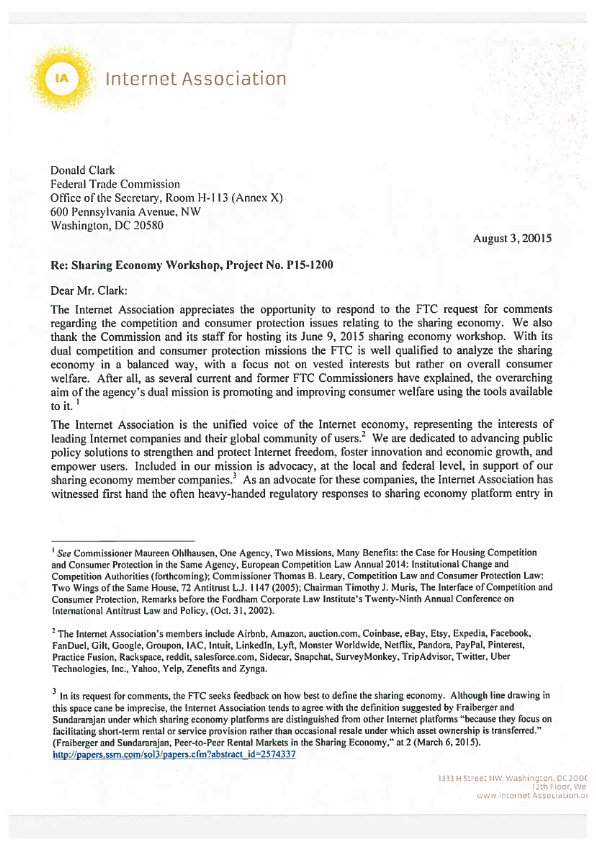 IA
Internet Association
Donald Clark
Federal Trade Commission
Office of the Secretary, Room H-113 (Annex X)
600 Pennsylvania Avenue, NW
Washington, DC 20580
August 3, 20015
Re: Sharing Economy Workshop, Project No. P15-1200
Dear Mr. Clark:
The Internet Association appreciates the opportunity to respond to the FTC request for comments
regarding the competition and consumer protection issues relating to the sharing economy. We also
thank the Commission and its staff for hosting its June 9, 2015 sharing economy workshop. With its
dual competition and consumer protection missions the FTC is well qualified to analyze the sharing
economy in a balanced way, with a focus not on vested interests but rather on overall consumer
welfare. After all, as several current and former FTC Commissioners have explained, the overarching
aim of the agency's dual mission is promoting and improving consumer welfare using the tools available
to it. 1
The Internet Association is the unified voice of the Internet economy, representing the interests of
leading Internet companies and their global community of users.2 We are dedicated to advancing public
policy solutions to strengthen and protect Internet freedom, foster innovation and economic growth, and
empower users. Included in our mission is advocacy, at the local and federal level, in support of our
sharing economy member companies.3 As an advocate for these companies, the Internet Association has
witnessed first hand the often heavy-handed regulatory responses to sharing economy platform entry in
1 See Commissioner Maureen Ohlhausen, One Agency, Two Missions, Many Benefits: the Case for Housing Competition
and Consumer Protection in the Same Agency, European Competition Law Annual 2014: Institutional Change and
Competition Authorities (forthcoming); Commissioner Thomas B. Leary, Competition Law and Consumer Protection Law:
Two Wings of the Same House, 72 Antitrust L.J. 1147 (2005); Chairman Timothy J. Muris, The Interface of Competition and
Consumer Protection, Remarks before the Fordham Corporate Law Institute's Twenty-Ninth Annual Conference on
International Antitrust Law and Policy, (Oct. 31, 2002).
2 The Internet Association's members include Airbnb, Amazon, auction.com, Coinbase, eBay, Etsy, Expedia, Facebook,
FanDuel, Gilt, Google, Groupon, IAC, Intuit, LinkedIn, Lyft, Monster Worldwide, Netflix, Pandora, PayPal, Pinterest,
Practice Fusion, Rackspace, reddit, salesforce.com, Sidecar, Snapchat, SurveyMonkey, TripAdvisor, Twitter, Uber
Technologies, Inc., Yahoo, Yelp, Zenefits and Zynga.
3 In its request for comments, the FTC seeks feedback on how best to define the sharing economy. Although line drawing in
this space cane be imprecise, the Internet Association tends to agree with the definition suggested by Fraiberger and
Sundararajan under which sharing economy platforms are distinguished from other Internet platforms "because they focus on
facilitating short-term rental or service provision rather than occasional resale under which asset ownership is transferred."
(Fraiberger and Sundararajan, Peer-to-Peer Rental Markets in the Sharing Economy," at 2 (March 6, 2015).
http://papers.ssrn.com/sol3/papers.cfm?abstract_id=2574337
1333 H Street NW, Washington, DC 2000
12th Floor, We
www.Internet Association.or